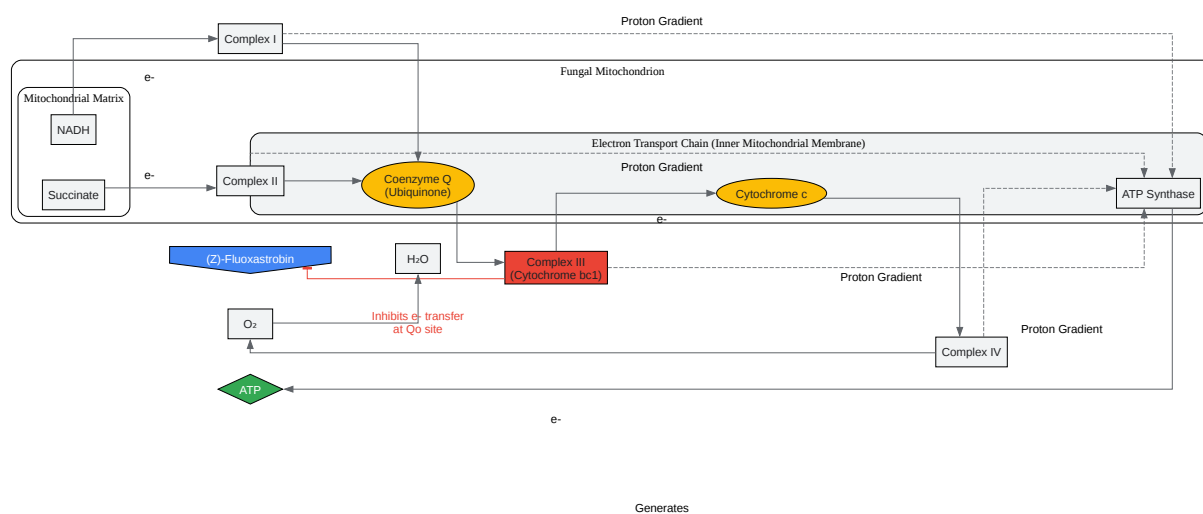 Proton Gradient
Complex I
Fungal Mitochondrion
e-
Mitochondrial Matrix
NADH
Electron Transport Chain (Inner Mitochondrial Membrane)
Proton Gradient
e-
Complex II
Coenzyme Q
(Ubiquinone)
Succinate
Cytochrome c
ATP Synthase
e-
(Z)-Fluoxastrobin
H₂O
Complex III
(Cytochrome bc1)
Proton Gradient
Inhibits e- transfer
at Qo site
O₂
Proton Gradient
Complex IV
ATP
e-
Generates